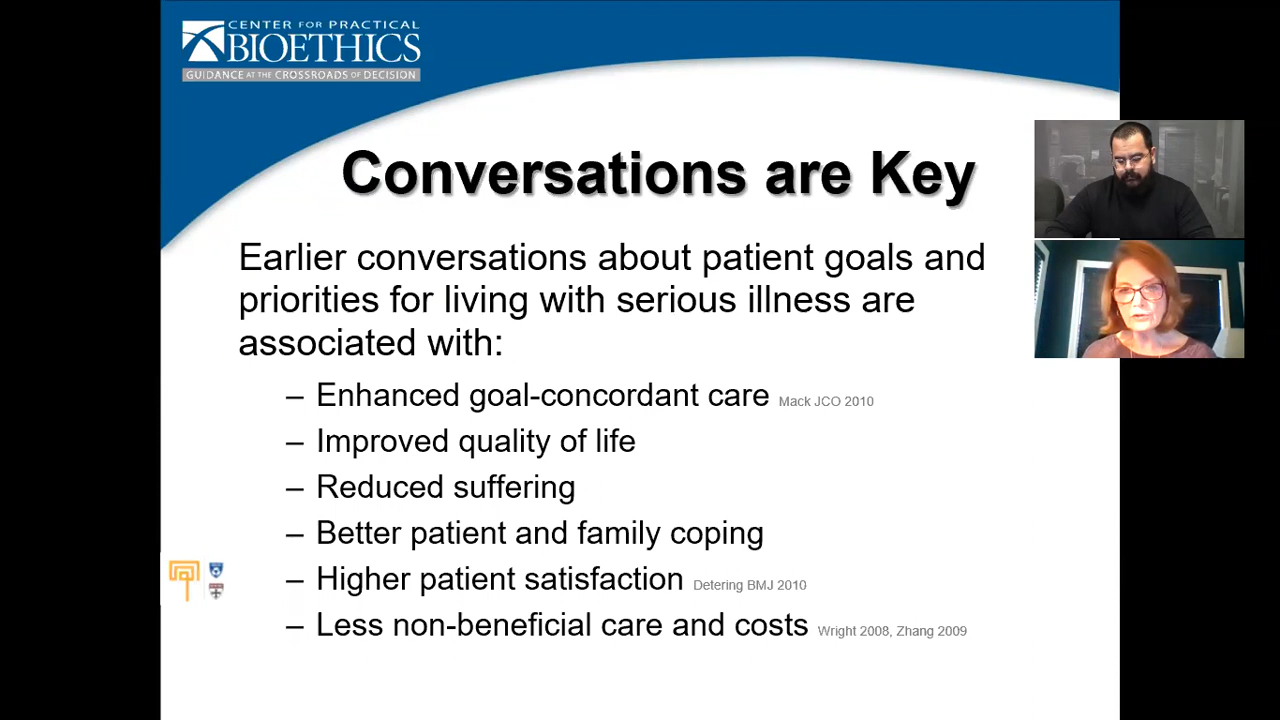 CENTER FOR PRACTICAL
BIOETHICS
GUIDANCE AT THE CROSSROADS OF DECISION
Conversations are Key
Earlier conversations about patient goals and
priorities for living with serious illness are
associated with:
– Enhanced goal-concordant care Mack JCO 2010
– Improved quality of life
– Reduced suffering
– Better patient and family coping
– Higher patient satisfaction Detering BMJ 2010
– Less non-beneficial care and costs Wright 2008, Zhang 2009